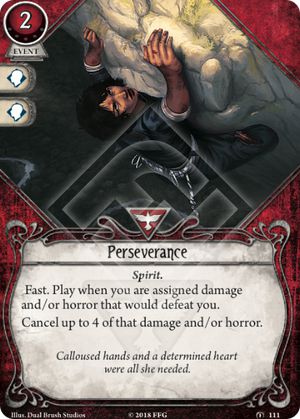 2
EVENT
Perseverance
Spirit.
Fast. Play when you are assigned damage
and/or horror that would defeat you.
Cancel up to 4 of that damage and/or horror.
Calloused hands and a determined heart
were all she needed.
Illus. Dual Brush Studios
© 2018 FFG
111